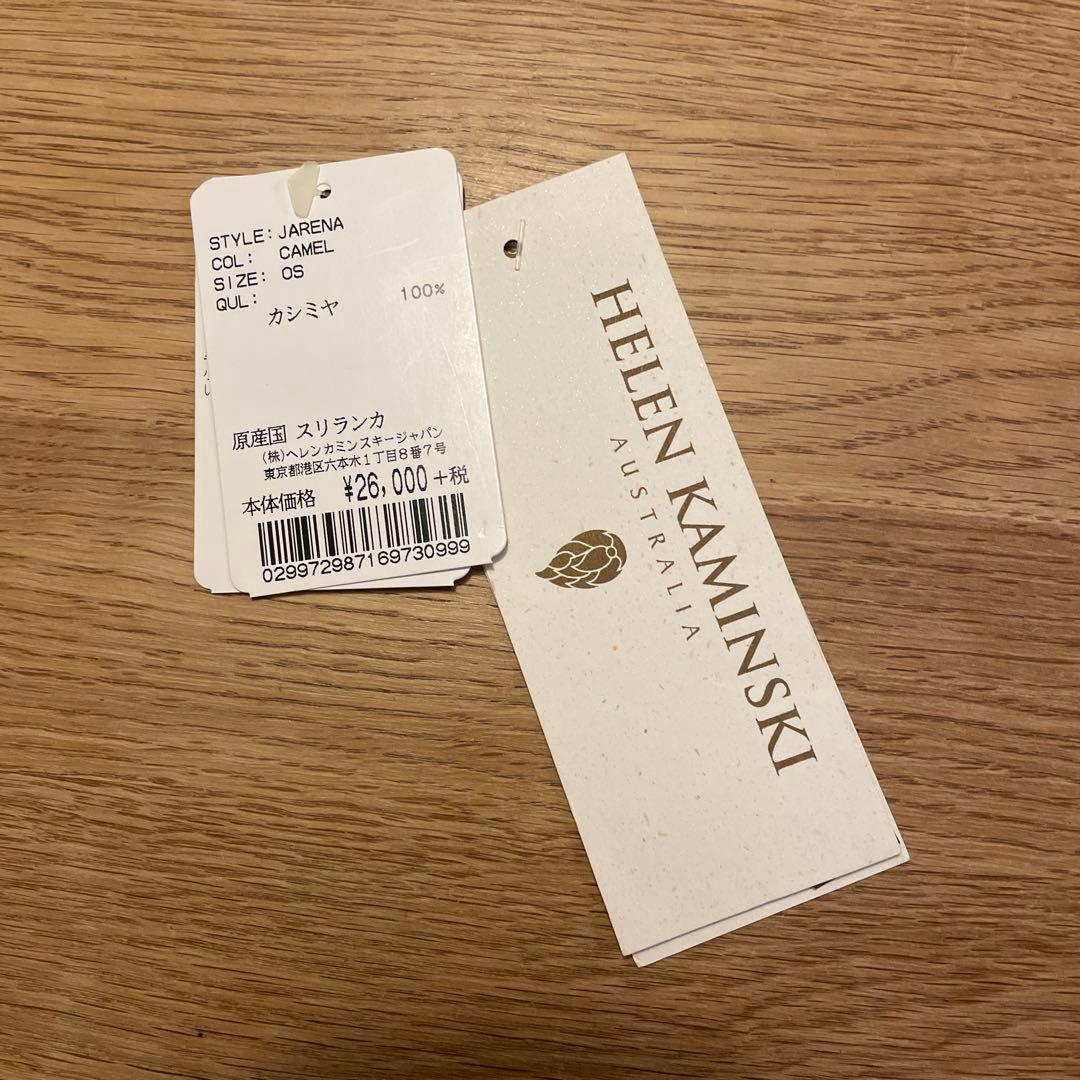 STYLE: JARENA
COL: CAMEL
SIZE: OS
QUL:
カシミヤ 100%
原産国 スリランカ
(株)ヘレンカミンスキージャパン
東京都港区六本木1丁目8番7号
本体価格 ¥26,000+税
029972987169730999
HELEN KAMINSKI
AUSTRALIA